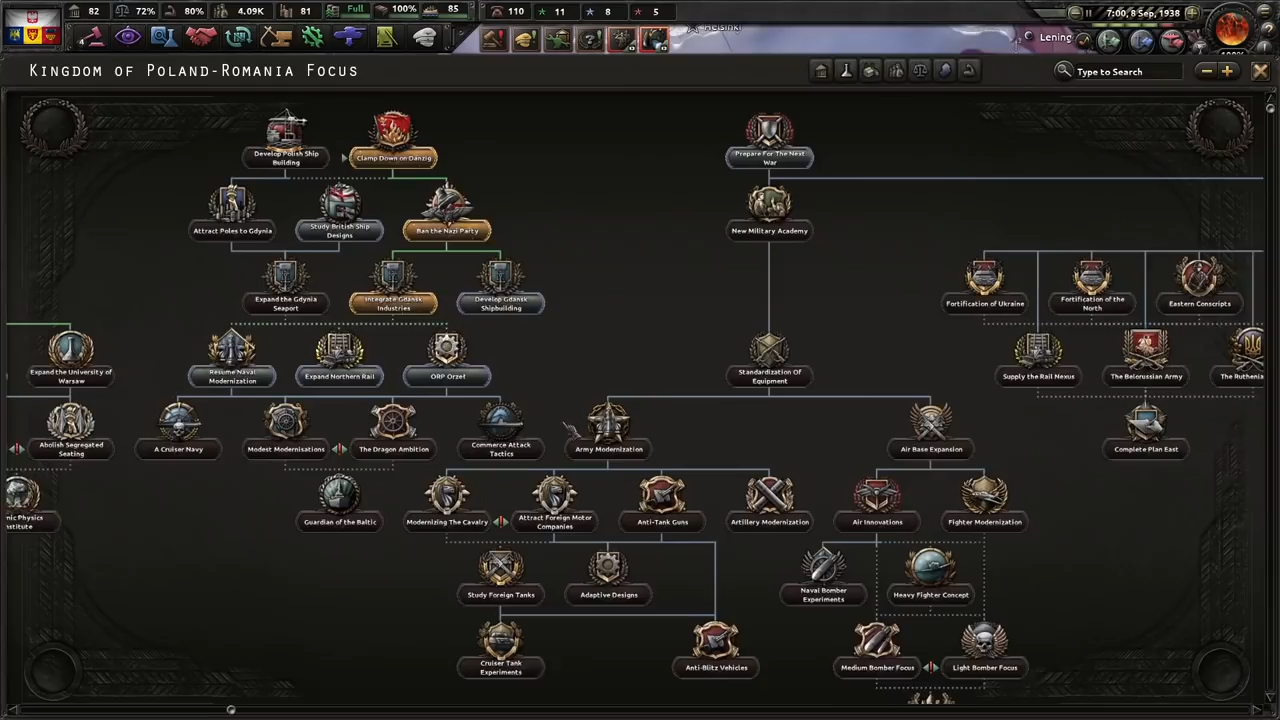 82 72% 80% 4.09K 81 Full 100% 85 110 11 8 5 7:00, 8 Sep, 1938
4 Helsinki Lening 100%
Kingdom of Poland-Romania Focus Type to Search
Develop Polish Ship
Building
Clamp Down on Danzig
Prepare For The Next
War
Attract Poles to Gdynia
Study British Ship
Designs
Ban the Nazi Party
New Military Academy
Expand the Gdynia
Seaport
Integrate Gdansk
Industries
Develop Gdansk
Shipbuilding
Fortification of Ukraine
Fortification of the
North
Eastern Conscripts
Expand the University of
Warsaw
Resume Naval
Modernization
Expand Northern Rail
ORP Orzeł
Standardization Of
Equipment
Supply the Rail Nexus
The Belorussian Army
The Ruthenia
Abolish Segregated
Seating
A Cruiser Navy
Modest Modernisations
The Dragon Ambition
Commerce Attack
Tactics
Army Modernization
Air Base Expansion
Complete Plan East
nic Physics
stitute
Guardian of the Baltic
Modernizing The Cavalry
Attract Foreign Motor
Companies
Anti-Tank Guns
Artillery Modernization
Air Innovations
Fighter Modernization
Study Foreign Tanks
Adaptive Designs
Naval Bomber
Experiments
Heavy Fighter Concept
Cruiser Tank
Experiments
Anti-Blitz Vehicles
Medium Bomber Focus
Light Bomber Focus